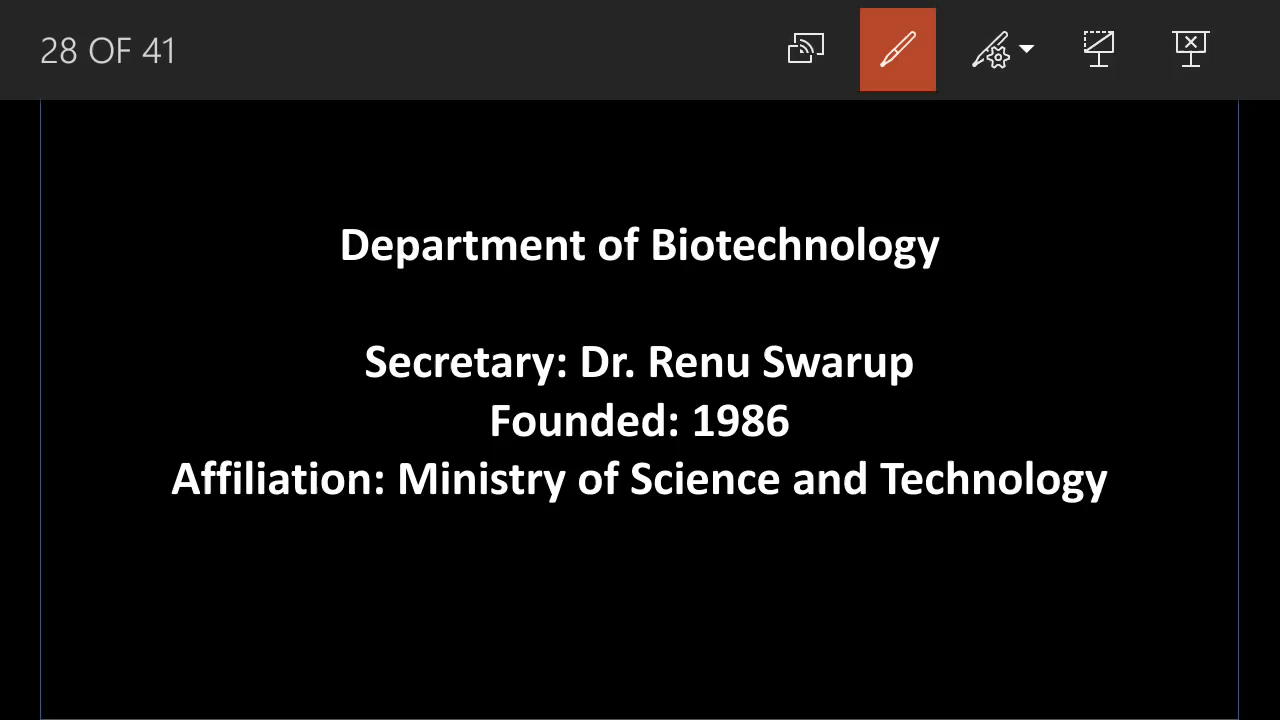 28 OF 41
Department of Biotechnology
Secretary: Dr. Renu Swarup
Founded: 1986
Affiliation: Ministry of Science and Technology